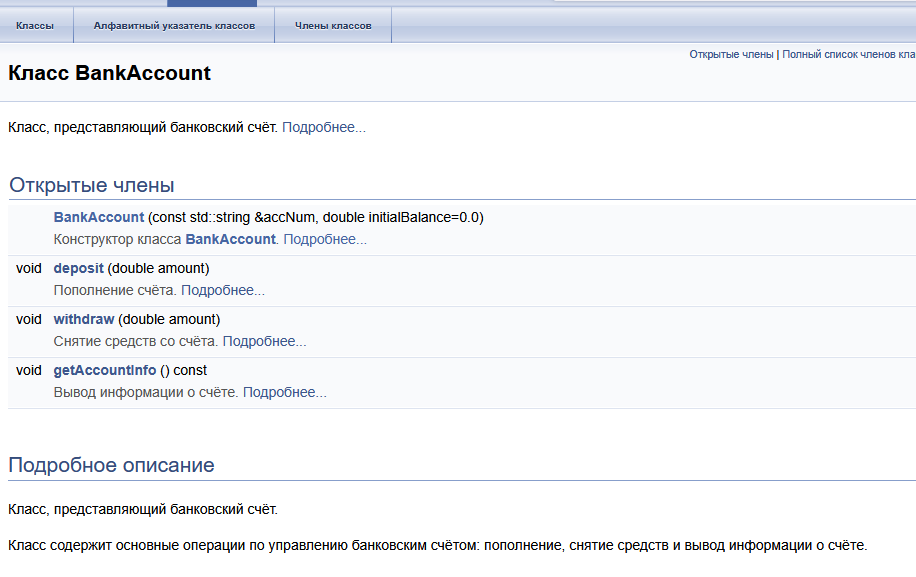 Классы Алфавитный указатель классов Члены классов
Открытые члены | Полный список членов кла
Класс BankAccount
Класс, представляющий банковский счёт. Подробнее...
Открытые члены
BankAccount (const std::string &accNum, double initialBalance=0.0)
Конструктор класса BankAccount. Подробнее...
void deposit (double amount)
Пополнение счёта. Подробнее...
void withdraw (double amount)
Снятие средств со счёта. Подробнее...
void getAccountInfo () const
Вывод информации о счёте. Подробнее...
Подробное описание
Класс, представляющий банковский счёт.
Класс содержит основные операции по управлению банковским счётом: пополнение, снятие средств и вывод информации о счёте.